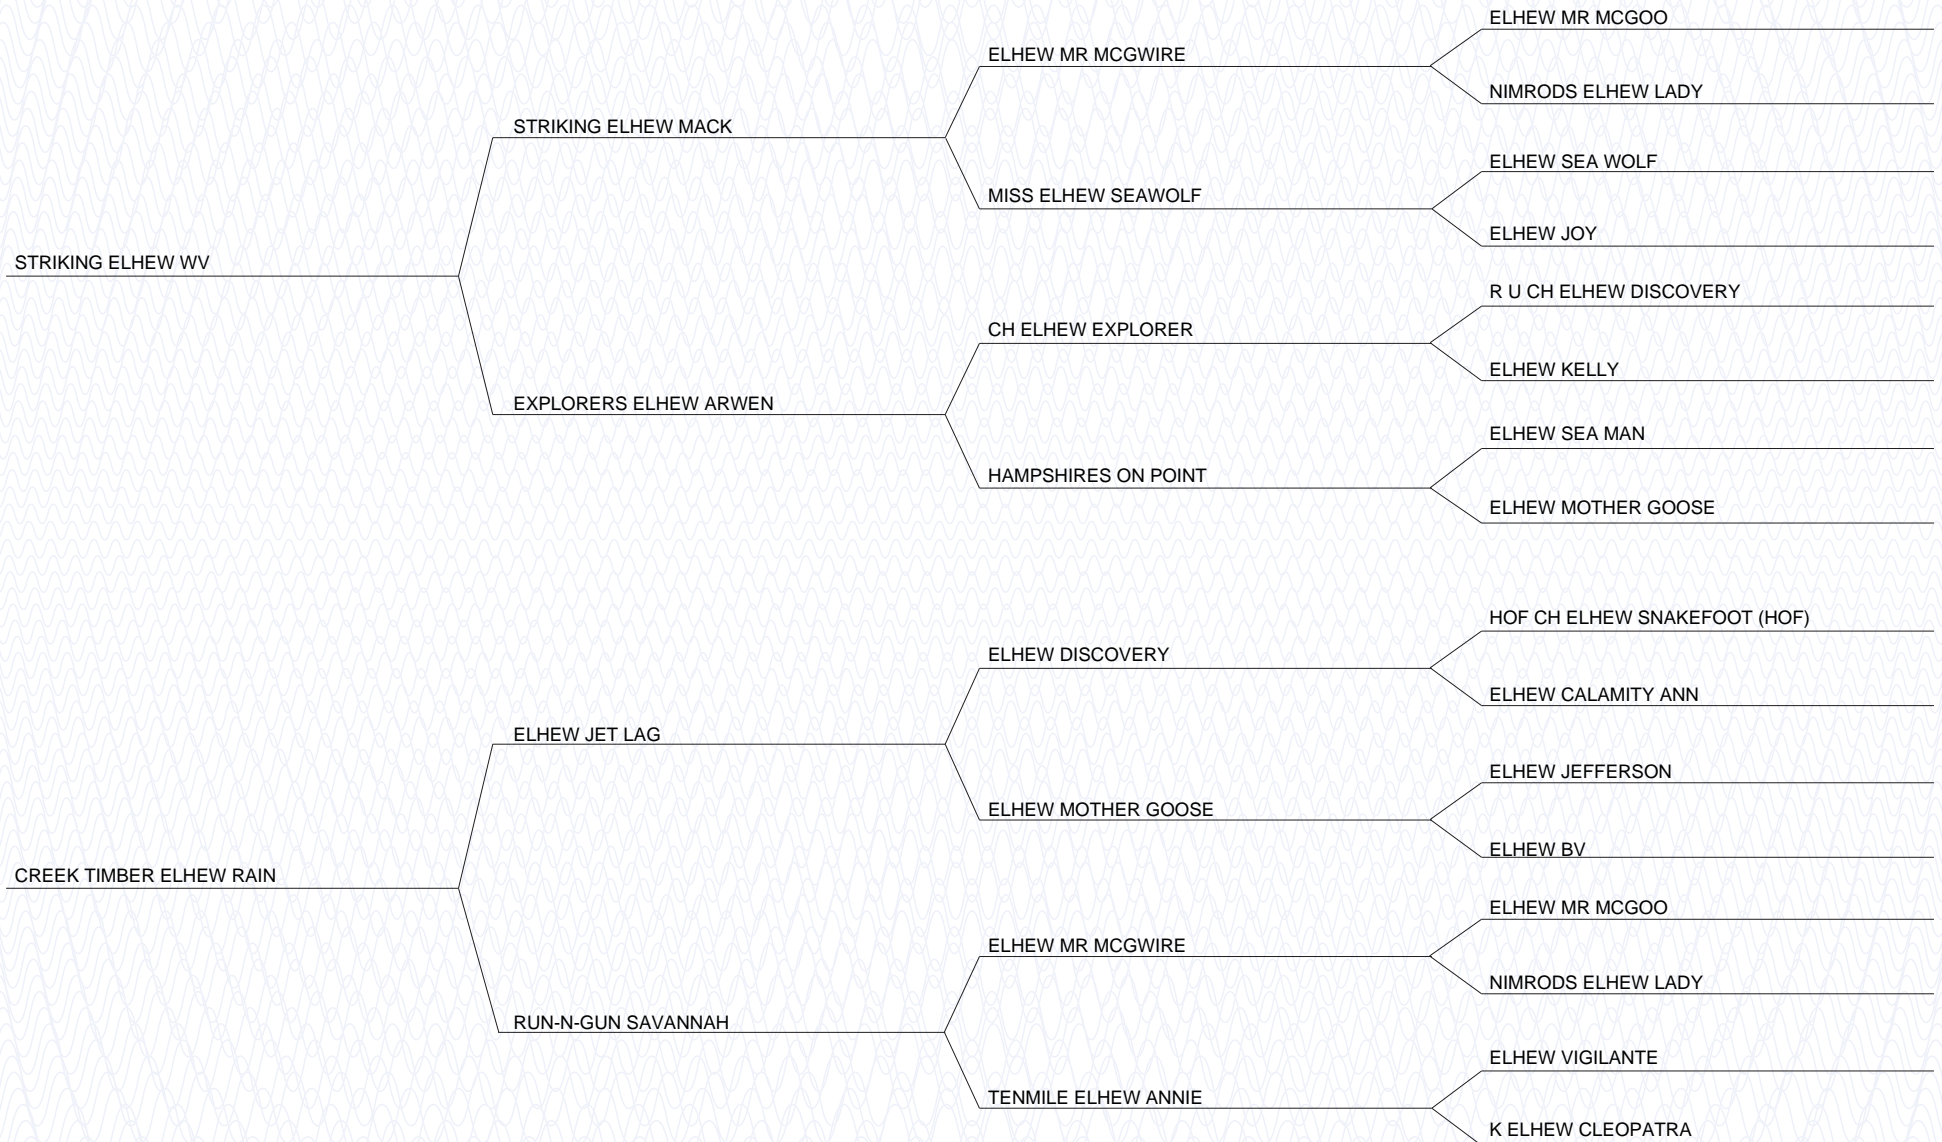 ELHEW MR MCGOO
ELHEW MR MCGWIRE
NIMRODS ELHEW LADY
STRIKING ELHEW MACK
ELHEW SEA WOLF
MISS ELHEW SEAWOLF
ELHEW JOY
STRIKING ELHEW WV
R U CH ELHEW DISCOVERY
CH ELHEW EXPLORER
ELHEW KELLY
EXPLORERS ELHEW ARWEN
ELHEW SEA MAN
HAMPSHIRES ON POINT
ELHEW MOTHER GOOSE
HOF CH ELHEW SNAKEFOOT (HOF)
ELHEW DISCOVERY
ELHEW CALAMITY ANN
ELHEW JET LAG
ELHEW JEFFERSON
ELHEW MOTHER GOOSE
ELHEW BV
CREEK TIMBER ELHEW RAIN
ELHEW MR MCGOO
ELHEW MR MCGWIRE
NIMRODS ELHEW LADY
RUN-N-GUN SAVANNAH
ELHEW VIGILANTE
TENMILE ELHEW ANNIE
K ELHEW CLEOPATRA